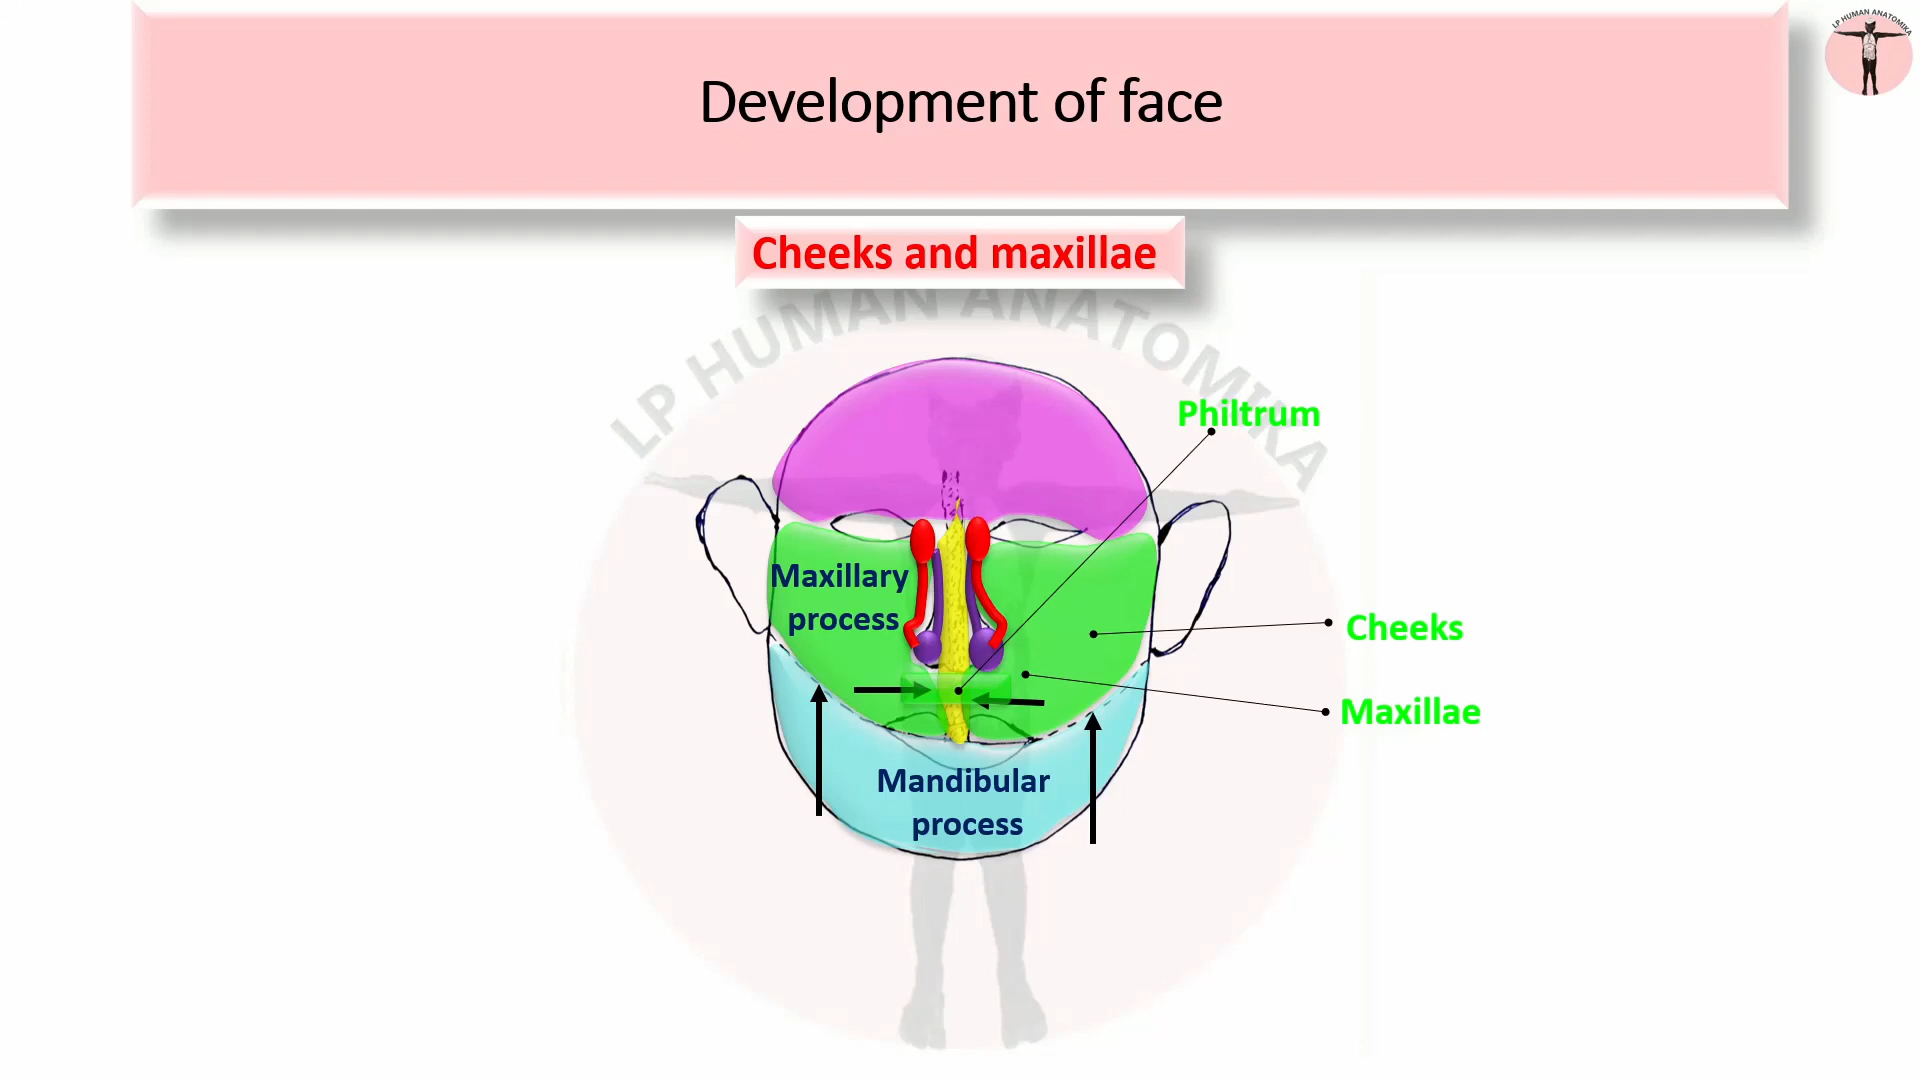 Development of face
LP HUMAN ANATOMIKA
Cheeks and maxillae
LP HUMAN ANATOMIKA
Philtrum
Maxillary
process
Cheeks
Maxillae
Mandibular
process